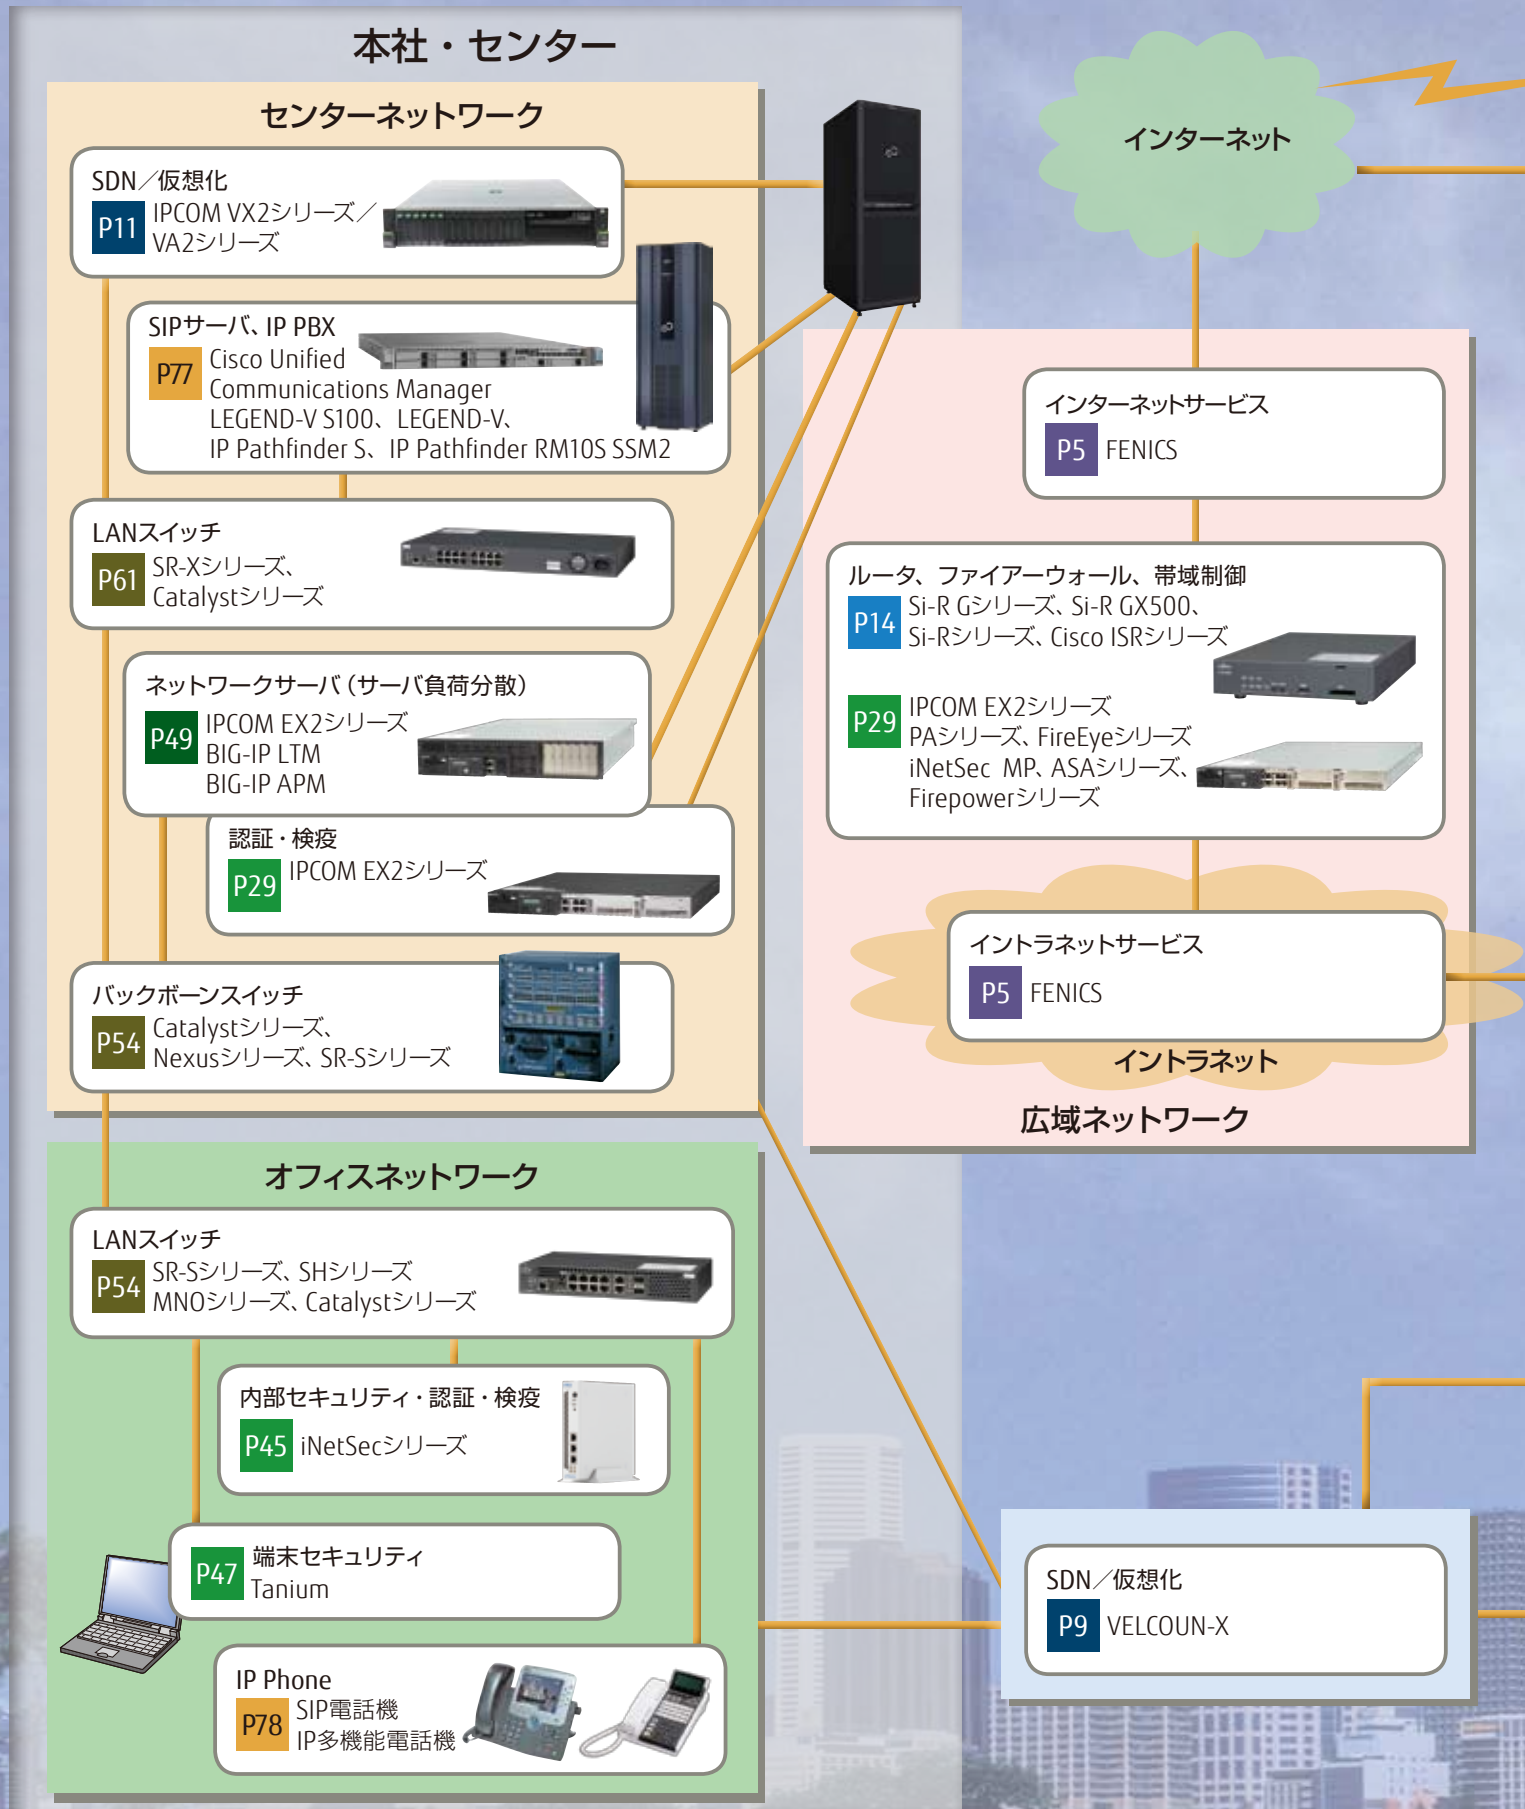 本社・センター
センターネットワーク
SDN／仮想化
P11
IPCOM VX2シリーズ／
VA2シリーズ
SIPサーバ、IP PBX
P77
Cisco Unified
Communications Manager
LEGEND-V S100、LEGEND-V、
IP Pathfinder S、IP Pathfinder RM10S SSM2
LANスイッチ
P61
SR-Xシリーズ、
Catalystシリーズ
ネットワークサーバ（サーバ負荷分散）
P49
IPCOM EX2シリーズ
BIG-IP LTM
BIG-IP APM
認証・検疫
P29
IPCOM EX2シリーズ
バックボーンスイッチ
P54
Catalystシリーズ、
Nexusシリーズ、SR-Sシリーズ
オフィスネットワーク
LANスイッチ
P54
SR-Sシリーズ、SHシリーズ
MNOシリーズ、Catalystシリーズ
内部セキュリティ・認証・検疫
P45
iNetSecシリーズ
P47
端末セキュリティ
Tanium
IP Phone
P78
SIP電話機
IP多機能電話機
インターネット
インターネットサービス
P5
FENICS
ルータ、ファイアーウォール、帯域制御
P14
Si-R Gシリーズ、Si-R GX500、
Si-Rシリーズ、Cisco ISRシリーズ
P29
IPCOM EX2シリーズ
PAシリーズ、FireEyeシリーズ
iNetSec MP、ASAシリーズ、
Firepowerシリーズ
イントラネットサービス
P5
FENICS
イントラネット
広域ネットワーク
SDN／仮想化
P9
VELCOUN-X